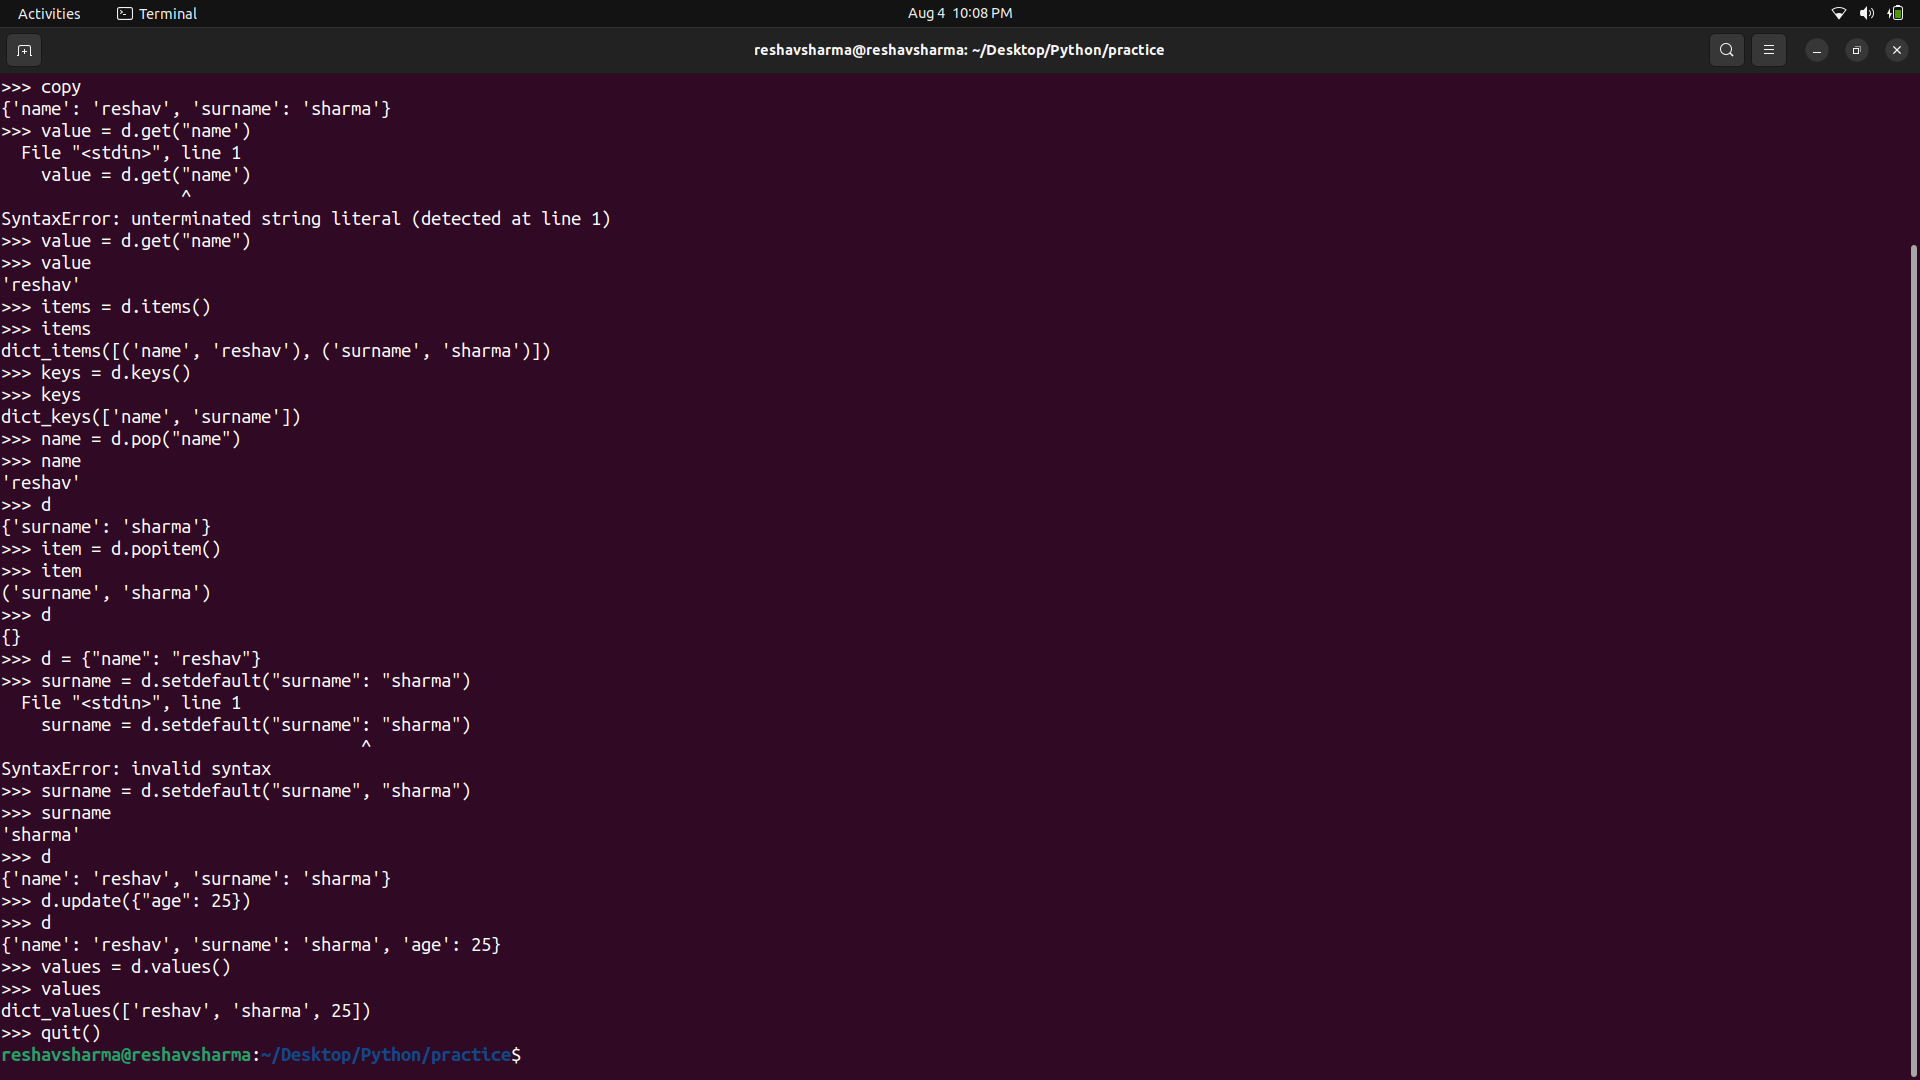 Activities
Terminal
Aug 4 10:08 PM
reshavsharma@reshavsharma: ~/Desktop/Python/practice
>>> copy
{'name': 'reshav', 'surname': 'sharma'}
>>> value = d.get("name')
  File "<stdin>", line 1
    value = d.get("name')
                  ^
SyntaxError: unterminated string literal (detected at line 1)
>>> value = d.get("name")
>>> value
'reshav'
>>> items = d.items()
>>> items
dict_items([('name', 'reshav'), ('surname', 'sharma')])
>>> keys = d.keys()
>>> keys
dict_keys(['name', 'surname'])
>>> name = d.pop("name")
>>> name
'reshav'
>>> d
{'surname': 'sharma'}
>>> item = d.popitem()
>>> item
('surname', 'sharma')
>>> d
{}
>>> d = {"name": "reshav"}
>>> surname = d.setdefault("surname": "sharma")
  File "<stdin>", line 1
    surname = d.setdefault("surname": "sharma")
                                    ^
SyntaxError: invalid syntax
>>> surname = d.setdefault("surname", "sharma")
>>> surname
'sharma'
>>> d
{'name': 'reshav', 'surname': 'sharma'}
>>> d.update({"age": 25})
>>> d
{'name': 'reshav', 'surname': 'sharma', 'age': 25}
>>> values = d.values()
>>> values
dict_values(['reshav', 'sharma', 25])
>>> quit()
reshavsharma@reshavsharma:~/Desktop/Python/practice$